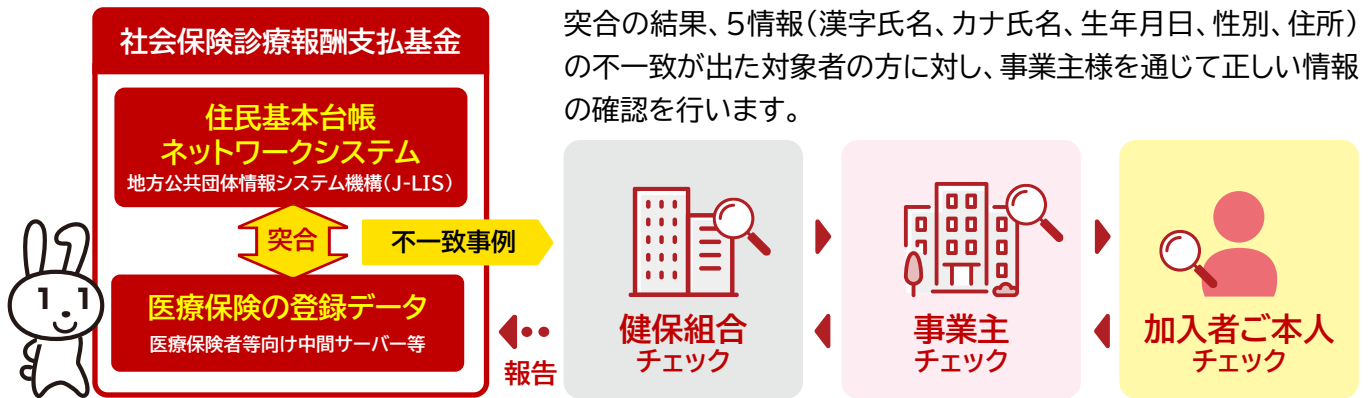 社会保険診療報酬支払基金
住民基本台帳
ネットワークシステム
地方公共団体情報システム機構（J-LIS）
突合
不一致事例
医療保険の登録データ
医療保険者等向け中間サーバー等
報告
突合の結果、5情報（漢字氏名、カナ氏名、生年月日、性別、住所）
の不一致が出た対象者の方に対し、事業主様を通じて正しい情報
の確認を行います。
健保組合
チェック
事業主
チェック
加入者ご本人
チェック